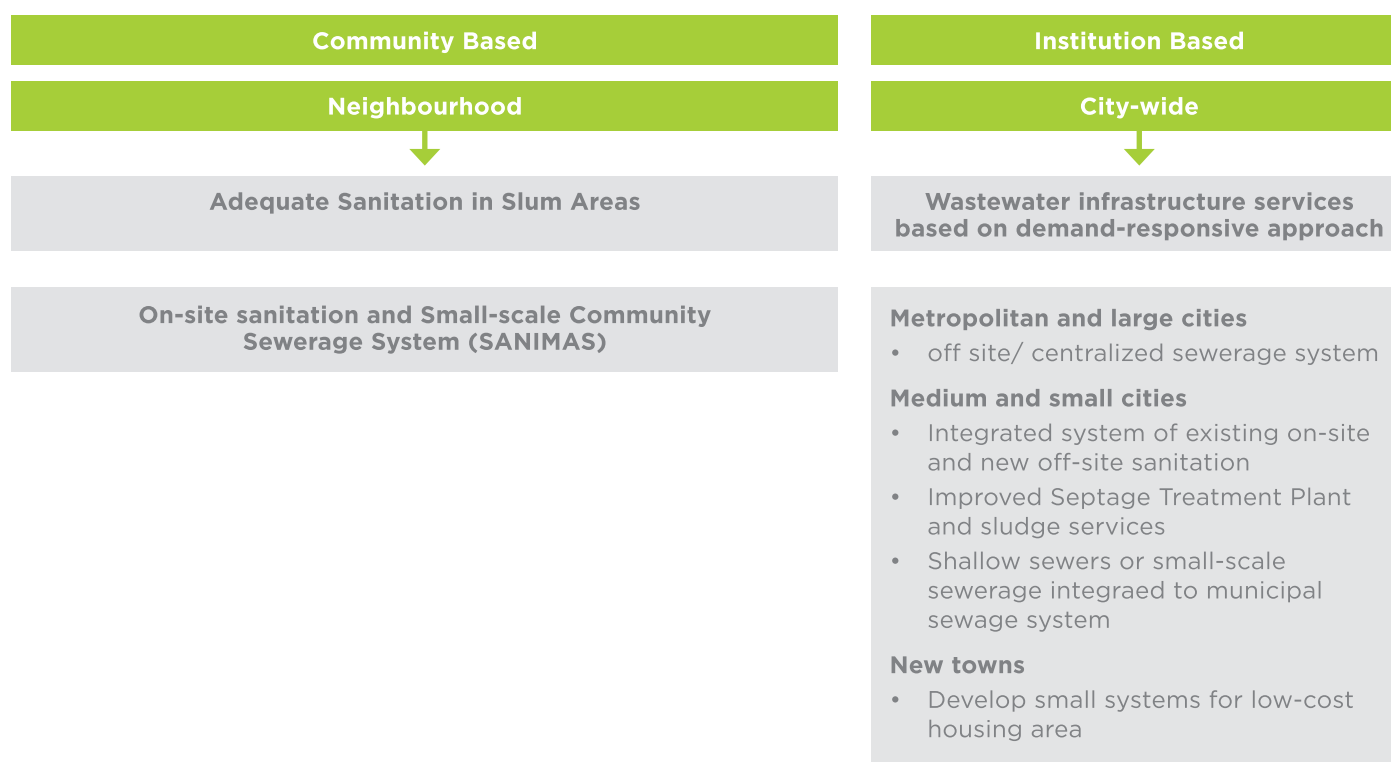 Community Based
Neighbourhood
Adequate Sanitation in Slum Areas
On-site sanitation and Small-scale Community
Sewerage System (SANIMAS)
Institution Based
City-wide
Wastewater infrastructure services
based on demand-responsive approach
Metropolitan and large cities
• off site/ centralized sewerage system
Medium and small cities
• Integrated system of existing on-site
and new off-site sanitation
• Improved Septage Treatment Plant
and sludge services
• Shallow sewers or small-scale
sewerage integraed to municipal
sewage system
New towns
• Develop small systems for low-cost
housing area